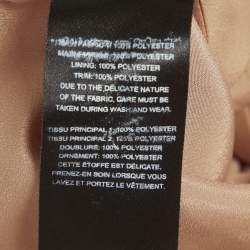 MAIN FABRIC 2: 100% POLYESTER
LINING: 100% POLYESTER
TRIM: 100% POLYESTER
DUE TO THE DELICATE NATURE
OF THE FABRIC, CARE MUST BE
TAKEN DURING WASH AND WEAR.
TISSU PRINCIPAL 1: 100% POLYESTER
TISSU PRINCIPAL 2: 100% POLYESTER
DOUBLURE: 100% POLYESTER
ORNEMENT: 100% POLYESTER
CETTE ÉTOFFE EST DÉLICATE.
PRENEZ-EN SOIN LORSQUE VOUS
LAVEZ ET PORTEZ LE VÊTEMENT.